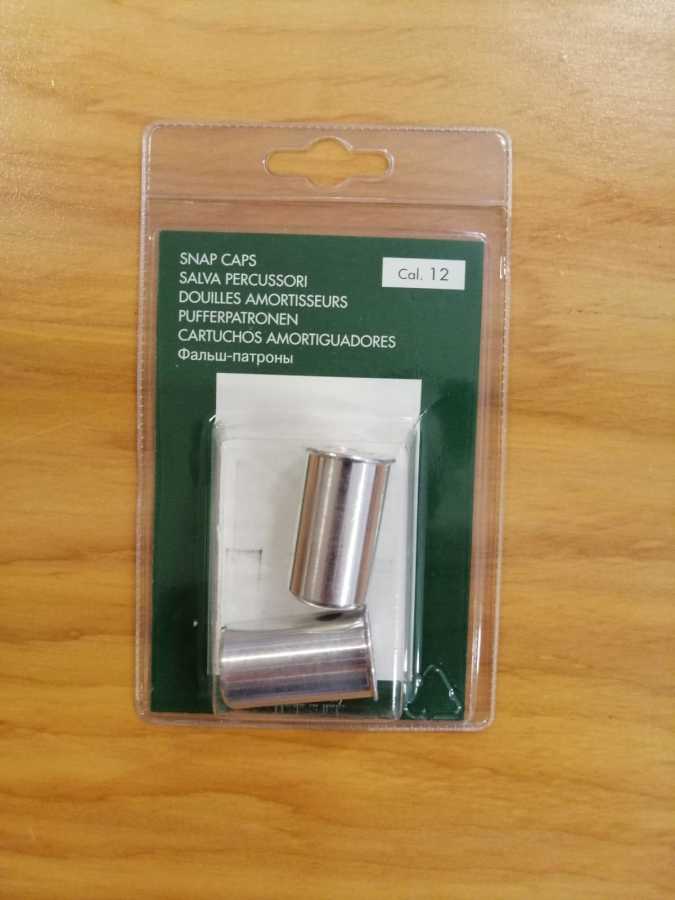 SNAP CAPS
SALVA PERCUSSORI
DOUILLES AMORTISSEURS
PUFFERPATRONEN
CARTUCHOS AMORTIGUADORES
Фальш-патроны
Cal. 12